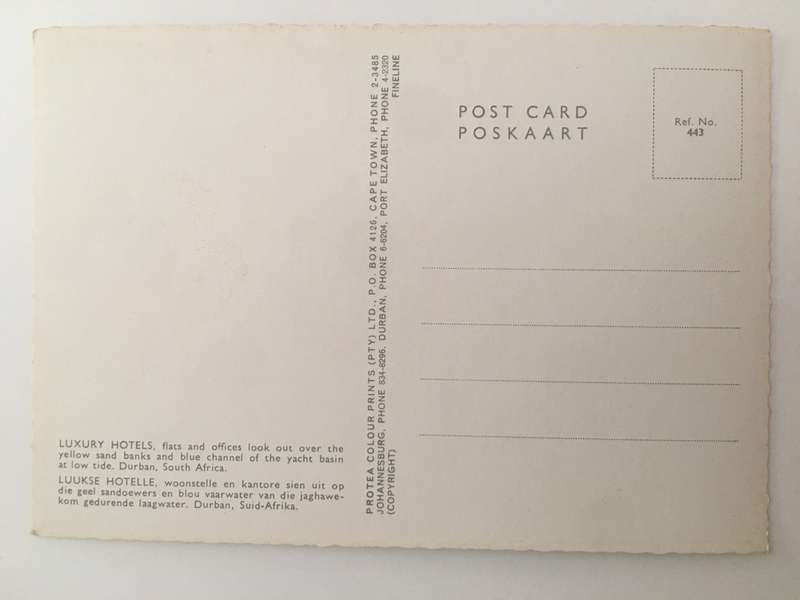 POST CARD
POSKAART
Ref. No.
443
PROTEA COLOUR PRINTS (PTY) LTD., P.O. BOX 4126, CAPE TOWN, PHONE 2-3485
JOHANNESBURG, PHONE 834-8296. DURBAN, PHONE 6-6204, PORT ELIZABETH, PHONE 4-2320
(COPYRIGHT) FINELINE
LUXURY HOTELS, flats and offices look out over the
yellow sand banks and blue channel of the yacht basin
at low tide. Durban, South Africa.
LUUKSE HOTELLE, woonstelle en kantore sien uit op
die geel sandoewers en blou vaarwater van die jaghawe-
kom gedurende laagwater. Durban, Suid-Afrika.